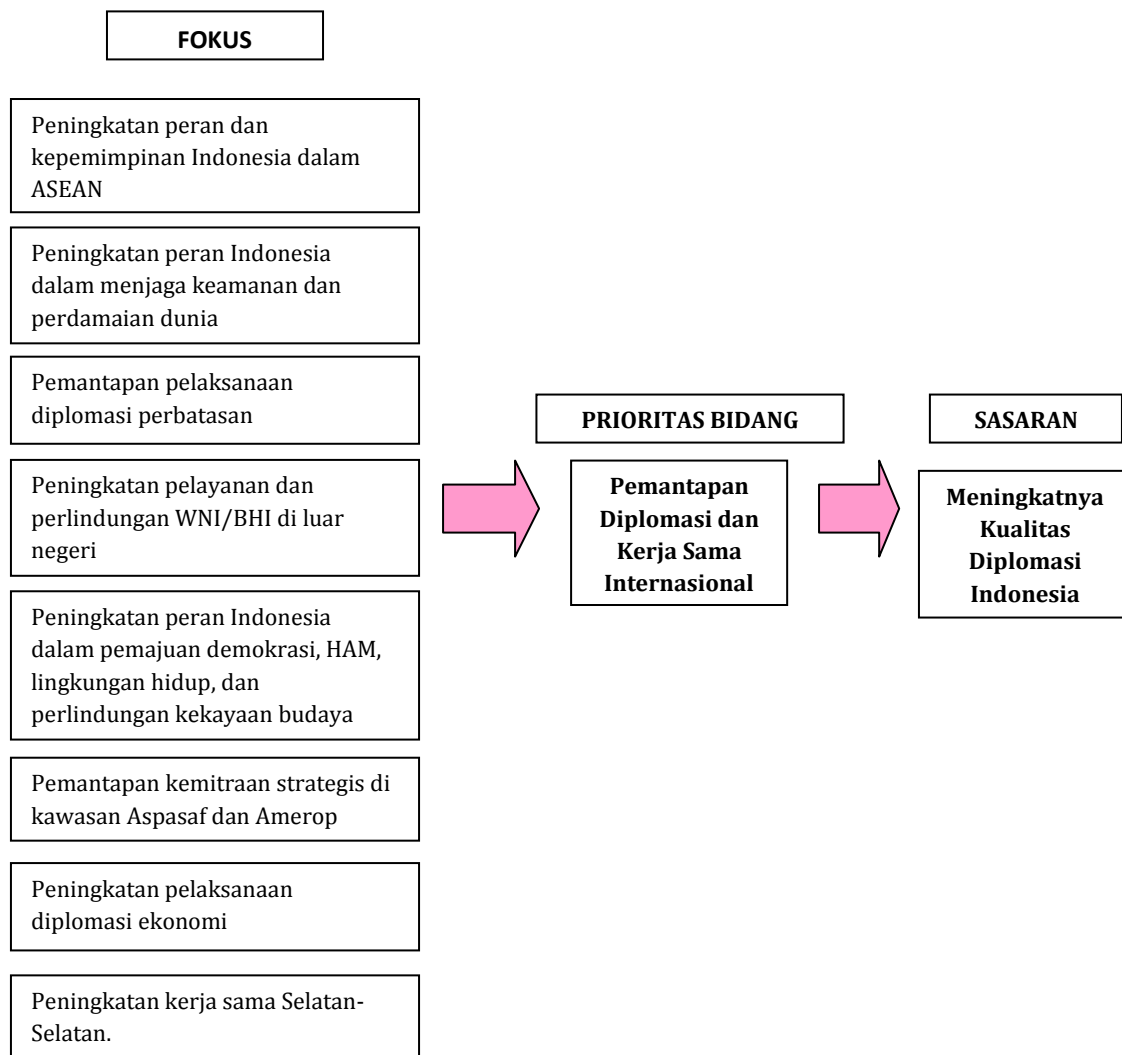 FOKUS
Peningkatan peran dan
kepemimpinan Indonesia dalam
ASEAN
Peningkatan peran Indonesia
dalam menjaga keamanan dan
perdamaian dunia
Pemantapan pelaksanaan
diplomasi perbatasan
Peningkatan pelayanan dan
perlindungan WNI/BHI di luar
negeri
Peningkatan peran Indonesia
dalam pemajuan demokrasi, HAM,
lingkungan hidup, dan
perlindungan kekayaan budaya
Pemantapan kemitraan strategis di
kawasan Aspasaf dan Amerop
Peningkatan pelaksanaan
diplomasi ekonomi
Peningkatan kerja sama Selatan-
Selatan.
PRIORITAS BIDANG
Pemantapan
Diplomasi dan
Kerja Sama
Internasional
SASARAN
Meningkatnya
Kualitas
Diplomasi
Indonesia